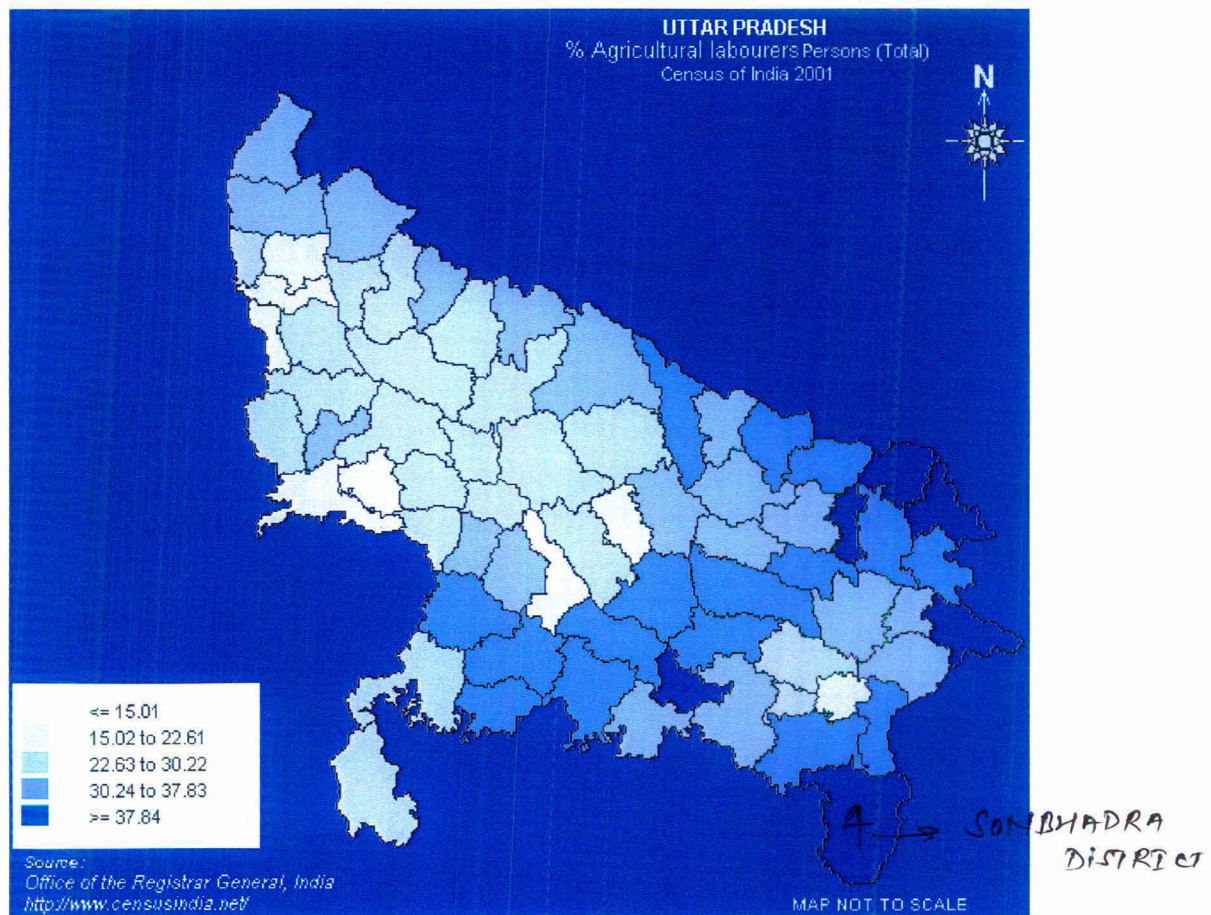 UTTAR PRADESH
% Agricultural labourers Persons (Total)
Census of India 2001
N
<= 15.01
15.02 to 22.61
22.63 to 30.22
30.24 to 37.83
>= 37.84
4 → SONBHADRA
DISTRICT
Source:
Office of the Registrar General, India
http://www.censusindia.net/
MAP NOT TO SCALE